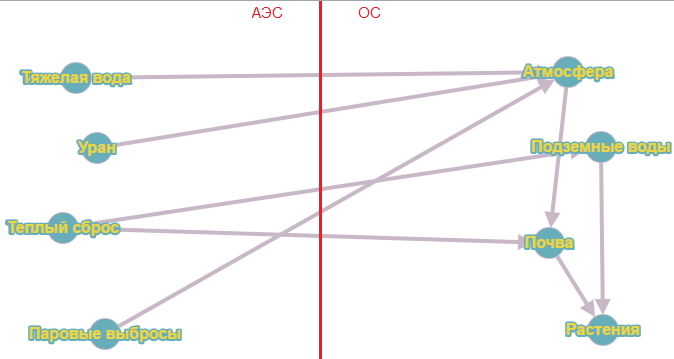 АЭС
ОС
Тяжелая вода
Атмосфера
Уран
Подземные воды
Теплый сброс
Почва
Паровые выбросы
Растения